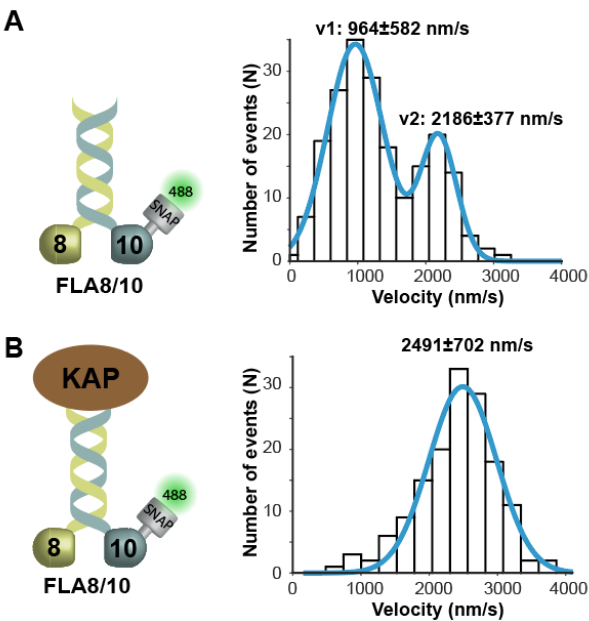 A
8
10
SNAP
488
FLA8/10
v1: 964±582 nm/s
v2: 2186±377 nm/s
Number of events (N)
30
20
10
0
0
1000
2000
3000
4000
Velocity (nm/s)
B
KAP
8
10
SNAP
488
FLA8/10
2491±702 nm/s
Number of events (N)
30
20
10
0
0
1000
2000
3000
4000
Velocity (nm/s)